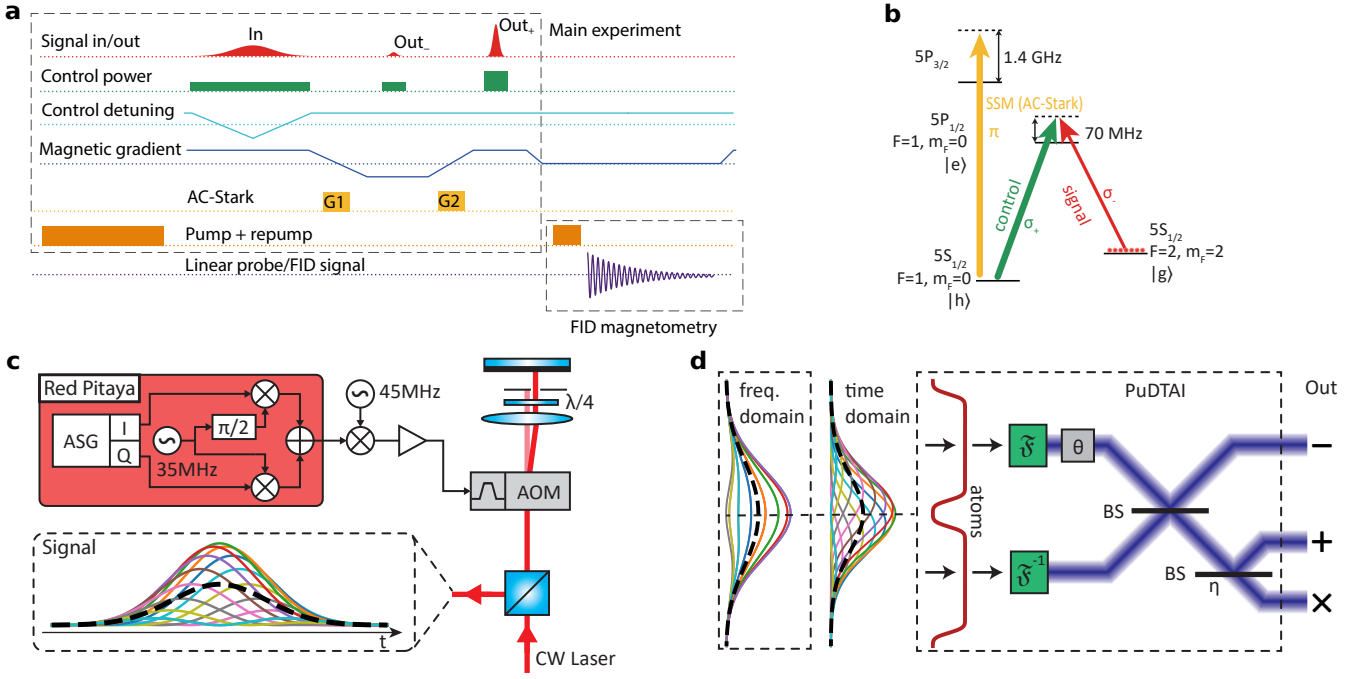 a
Signal in/out
In
Out₋
Out₊
Main experiment
Control power
Control detuning
Magnetic gradient
AC-Stark
G1
G2
Pump + repump
Linear probe/FID signal
FID magnetometry
b
5P3/2
1.4 GHz
SSM (AC-Stark)
π
5P1/2
F=1, mF=0
|e⟩
70 MHz
control
σ+
signal
σ-
5S1/2
F=1, mF=0
|h⟩
5S1/2
F=2, mF=2
|g⟩
c
Red Pitaya
ASG
I
Q
35MHz
π/2
45MHz
λ/4
AOM
Signal
t
CW Laser
d
freq.
domain
time
domain
PuDTAI
Out
atoms
𝔉
θ
𝔉-1
BS
BS
η
−
+
×